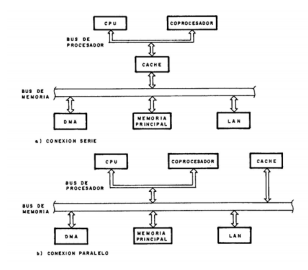 CPU
COPROCESADOR
BUS DE
PROCESADOR
CACHE
BUS DE
MEMORIA
DMA
MEMORIA
PRINCIPAL
LAN
a) CONEXION SERIE
CPU
COPROCESADOR
CACHE
BUS DE
PROCESADOR
BUS DE
MEMORIA
DMA
MEMORIA
PRINCIPAL
LAN
b) CONEXION PARALELO